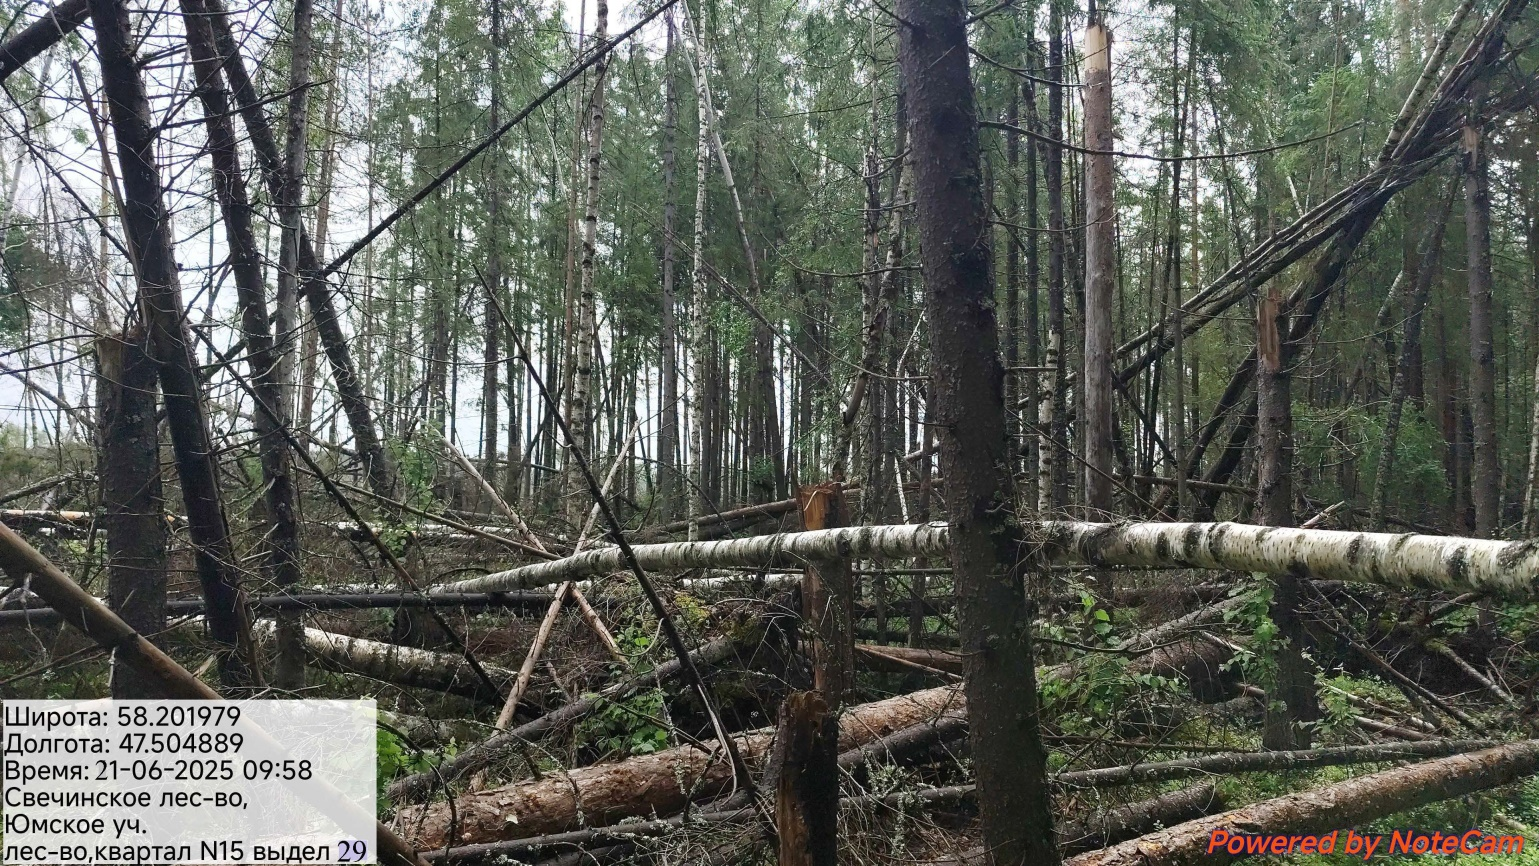 Широта: 58.201979
Долгота: 47.504889
Время: 21-06-2025 09:58
Свечинское лес-во,
Юмское уч.
лес-во,квартал N15 выдел 29
Powered by NoteCam